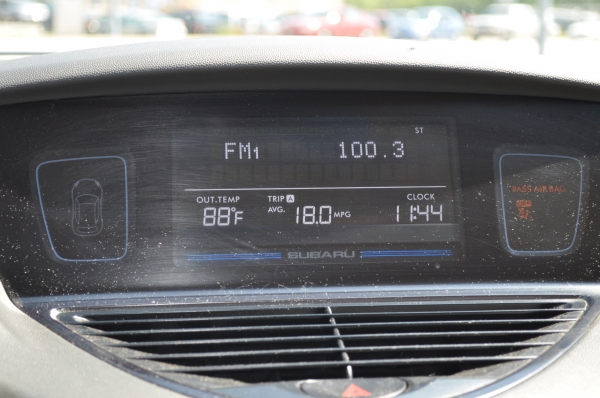 ST
FM1 100.3
OUT.TEMP TRIP A CLOCK
88°F AVG. 18.0 MPG 11:44
PASS AIR BAG
SUBARU